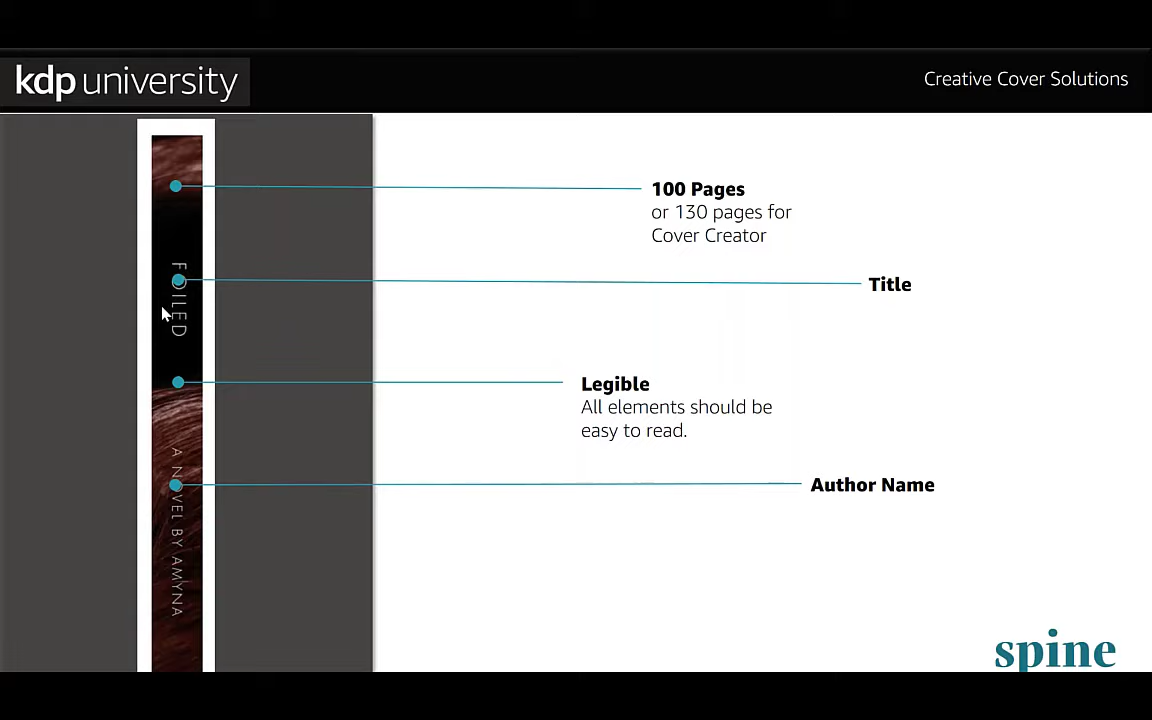 kdp university
Creative Cover Solutions
100 Pages
or 130 pages for
Cover Creator
FOILED
Title
Legible
All elements should be
easy to read.
A NOVEL BY AMYNA
Author Name
spine